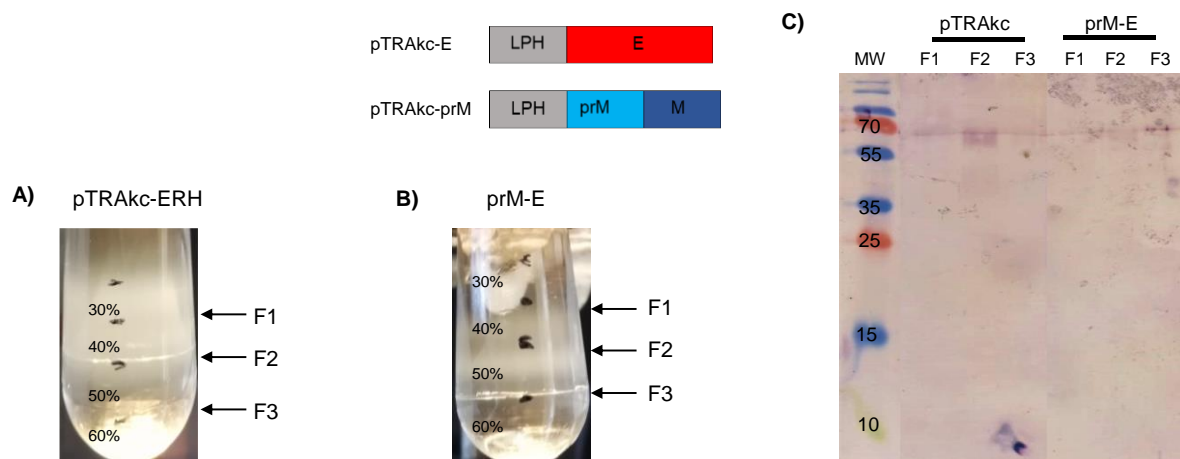 pTRAkc-E LPH E
pTRAkc-prM LPH prM M
A) pTRAkc-ERH
30%
40%
50%
60%
F1
F2
F3
B) prM-E
30%
40%
50%
60%
F1
F2
F3
C) pTRAkc prM-E
MW F1 F2 F3 F1 F2 F3
70
55
35
25
15
10